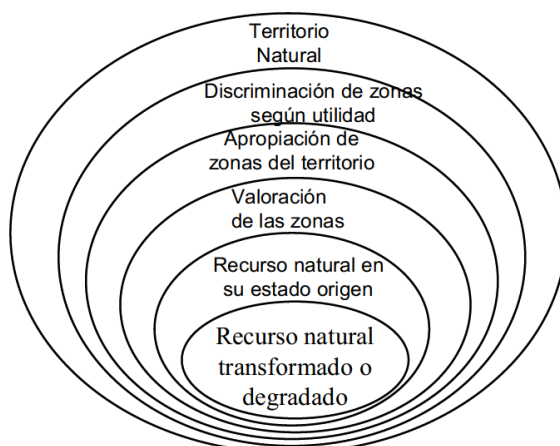 Territorio
Natural
Discriminación de zonas
según utilidad
Apropiación de
zonas del territorio
Valoración
de las zonas
Recurso natural en
su estado origen
Recurso natural
transformado o
degradado